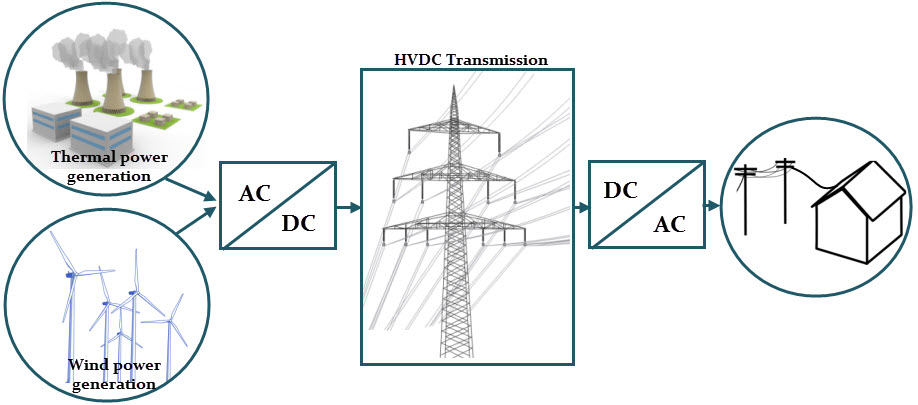 HVDC Transmission
Thermal power
generation
AC
DC
DC
AC
Wind power
generation